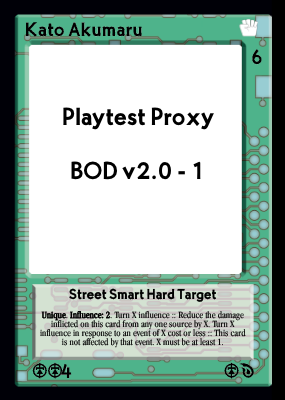 Kato Akumaru
6
Playtest Proxy
BOD v2.0 - 1
Street Smart Hard Target
Unique. Influence: 2. Turn X influence :: Reduce the damage
inflicted on this card from any one source by X. Turn X
influence in response to an event of X cost or less :: This card
is not affected by that event. X must be at least 1.
4